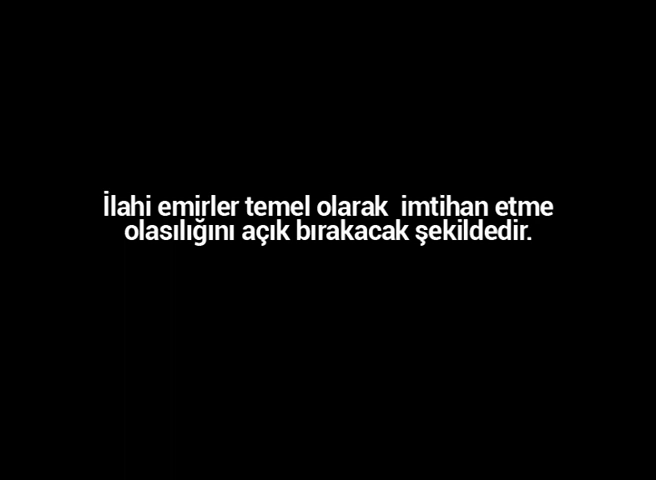 İlahi emirler temel olarak  imtihan etme
olasılığını açık bırakacak şekildedir.